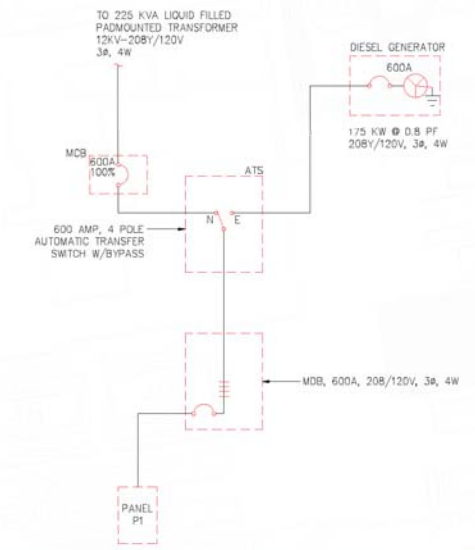 TO 225 KVA LIQUID FILLED
PADMOUNTED TRANSFORMER
12KV-208Y/120V
3ø, 4W
DIESEL GENERATOR
600A
175 KW @ 0.8 PF
208Y/120V, 3ø, 4W
MCB
600A
100%
ATS
N E
600 AMP, 4 POLE
AUTOMATIC TRANSFER
SWITCH W/BYPASS
MDB, 600A, 208/120V, 3ø, 4W
PANEL
P1